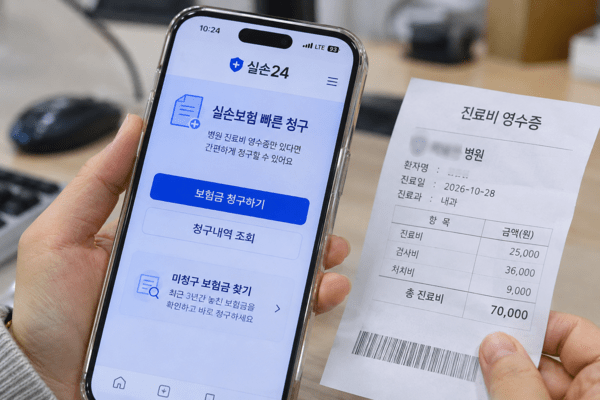 10:24
LTE 93
실손24
실손보험 빠른 청구
병원 진료비 영수증만 있다면
간편하게 청구할 수 있어요
보험금 청구하기
청구내역 조회
미청구 보험금 찾기
최근 3년간 놓친 보험금을
확인하고 바로 청구하세요
진료비 영수증
병원
환자명 :
진료일 : 2026-10-28
진료과 : 내과
항 목 금액(원)
진료비 25,000
검사비 36,000
처치비 9,000
총 진료비 70,000